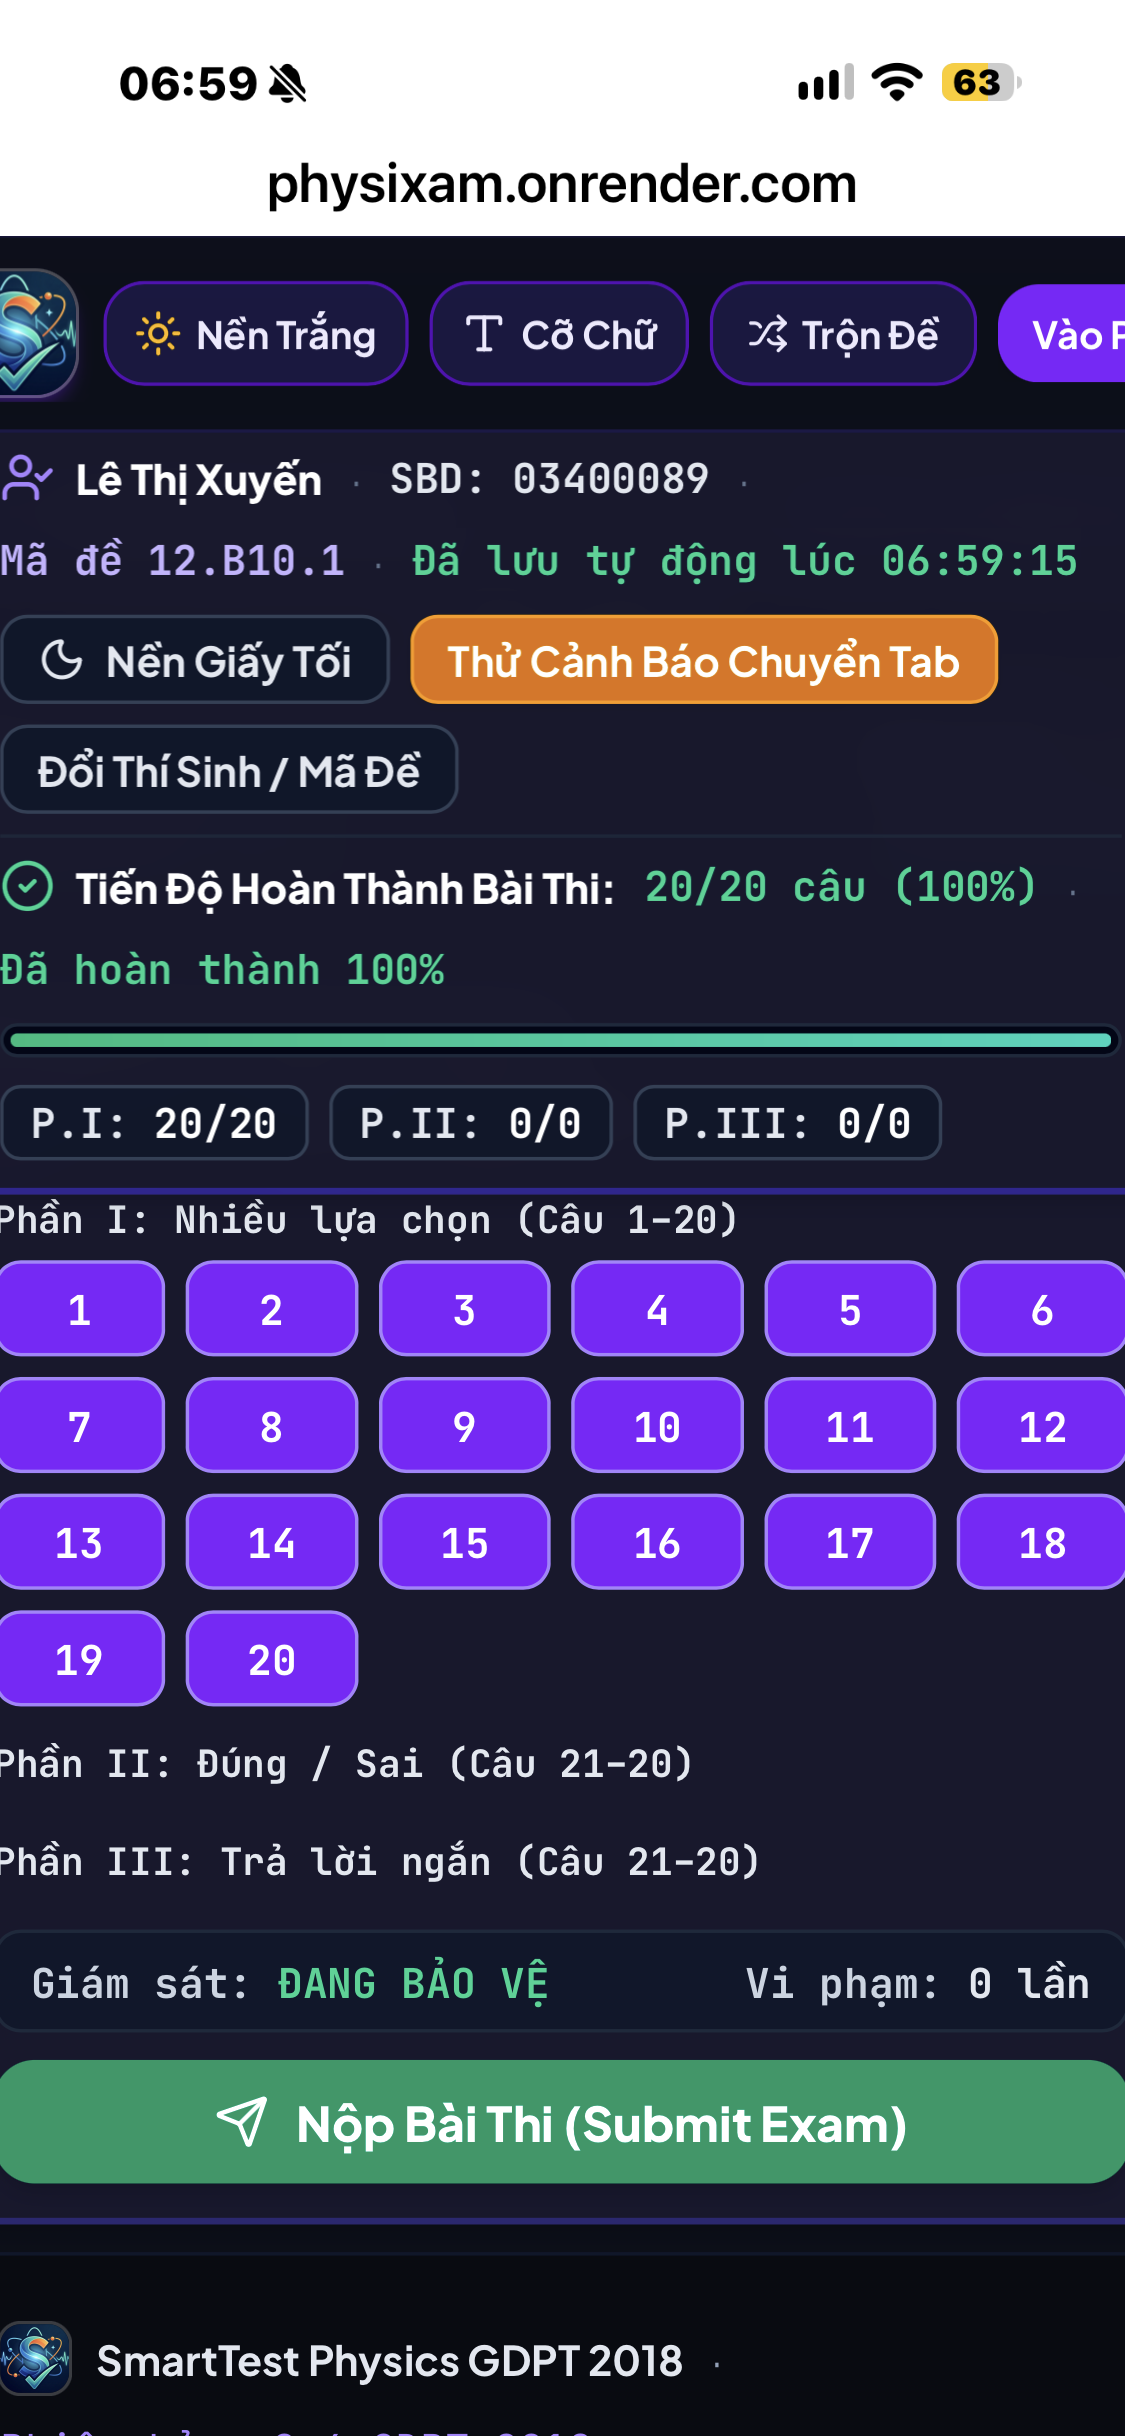 06:59
63
physixam.onrender.com
Nền Trắng
Cỡ Chữ
Trộn Đề
Vào
Lê Thị Xuyến · SBD: 03400089 ·
Mã đề 12.B10.1 · Đã lưu tự động lúc 06:59:15
Nền Giấy Tối
Thử Cảnh Báo Chuyển Tab
Đổi Thí Sinh / Mã Đề
Tiến Độ Hoàn Thành Bài Thi: 20/20 câu (100%) ·
Đã hoàn thành 100%
P.I: 20/20
P.II: 0/0
P.III: 0/0
Phần I: Nhiều lựa chọn (Câu 1–20)
1 2 3 4 5 6
7 8 9 10 11 12
13 14 15 16 17 18
19 20
Phần II: Đúng / Sai (Câu 21–20)
Phần III: Trả lời ngắn (Câu 21–20)
Giám sát: ĐANG BẢO VỆ
Vi phạm: 0 lần
Nộp Bài Thi (Submit Exam)
SmartTest Physics GDPT 2018 ·